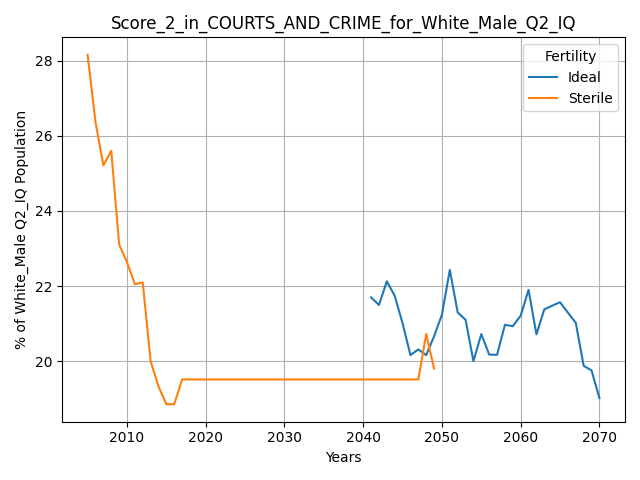 Score_2_in_COURTS_AND_CRIME_for_White_Male_Q2_IQ
Fertility
Ideal
Sterile
% of White_Male Q2_IQ Population
28
26
24
22
20
2010 2020 2030 2040 2050 2060 2070
Years